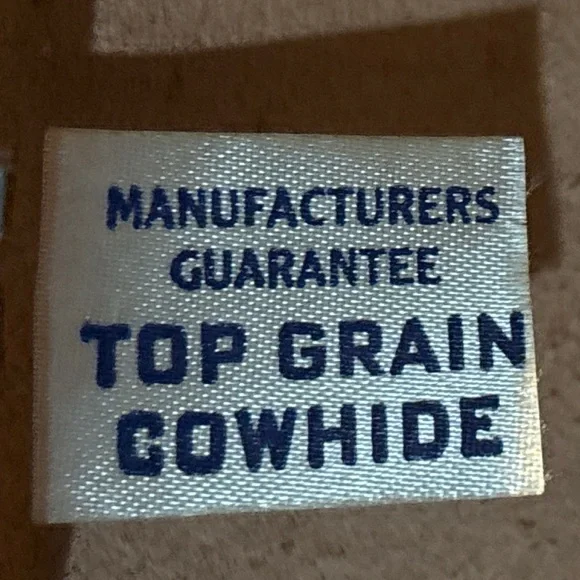 MANUFACTURERS
GUARANTEE
TOP GRAIN
COWHIDE